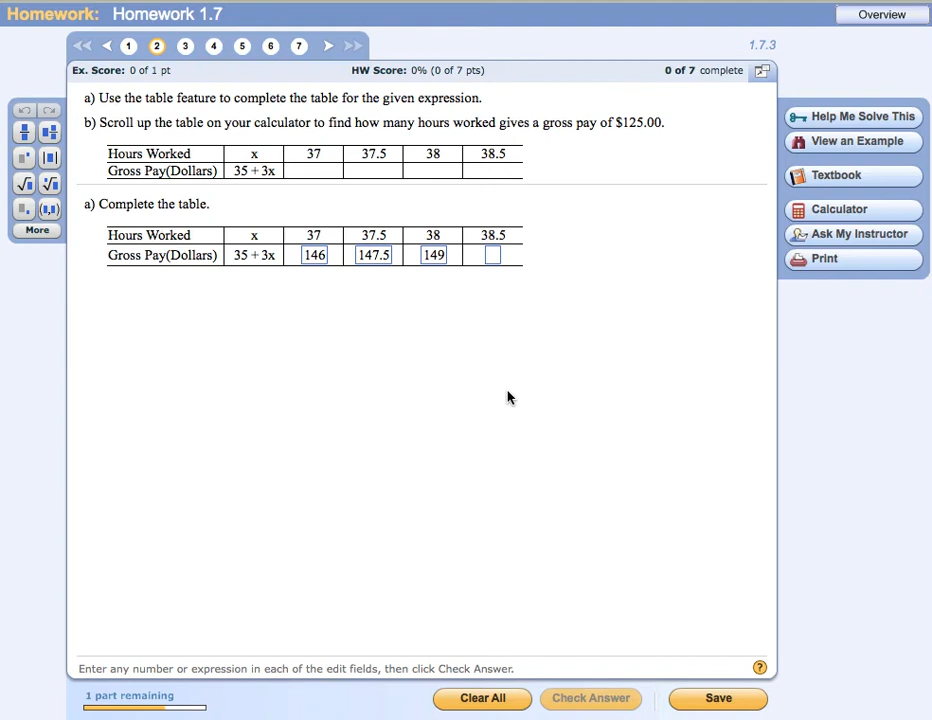 Homework: Homework 1.7
Overview
1 2 3 4 5 6 7
1.7.3
Ex. Score: 0 of 1 pt HW Score: 0% (0 of 7 pts) 0 of 7 complete
a) Use the table feature to complete the table for the given expression.
b) Scroll up the table on your calculator to find how many hours worked gives a gross pay of $125.00.
Hours Worked x 37 37.5 38 38.5
Gross Pay(Dollars) 35+3x
a) Complete the table.
Hours Worked x 37 37.5 38 38.5
Gross Pay(Dollars) 35+3x 146 147.5 149
More
Help Me Solve This
View an Example
Textbook
Calculator
Ask My Instructor
Print
Enter any number or expression in each of the edit fields, then click Check Answer.
?
1 part remaining
Clear All
Check Answer
Save